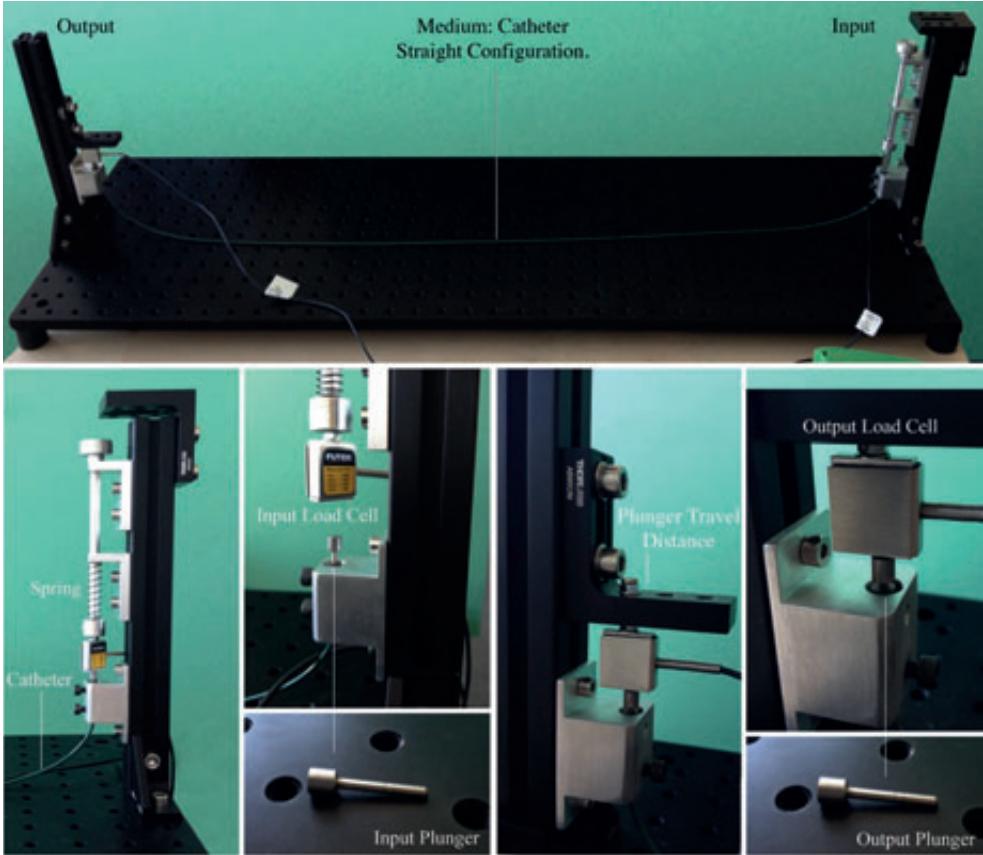 Output
Medium: Catheter
Straight Configuration.
Input
Spring
Catheter
FUTEK
Input Load Cell
Input Plunger
THORLABS
Plunger Travel
Distance
Output Load Cell
Output Plunger